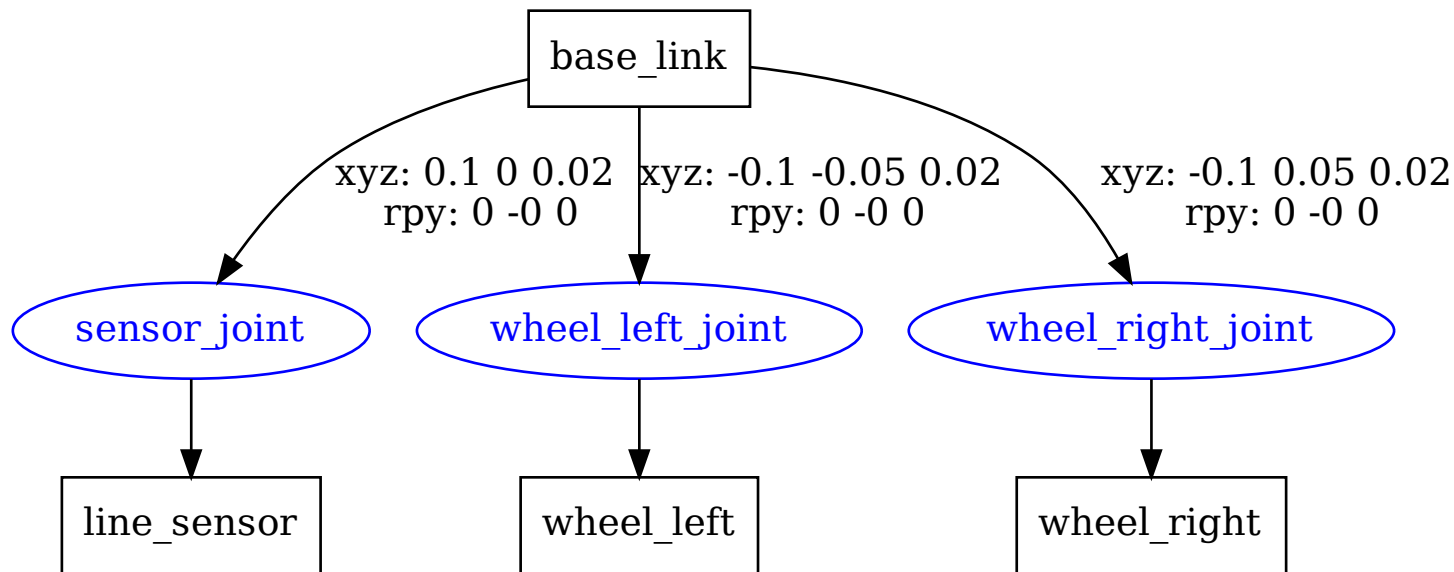 base_link
xyz: 0.1 0 0.02
rpy: 0 -0 0
xyz: -0.1 -0.05 0.02
rpy: 0 -0 0
xyz: -0.1 0.05 0.02
rpy: 0 -0 0
sensor_joint
wheel_left_joint
wheel_right_joint
line_sensor
wheel_left
wheel_right